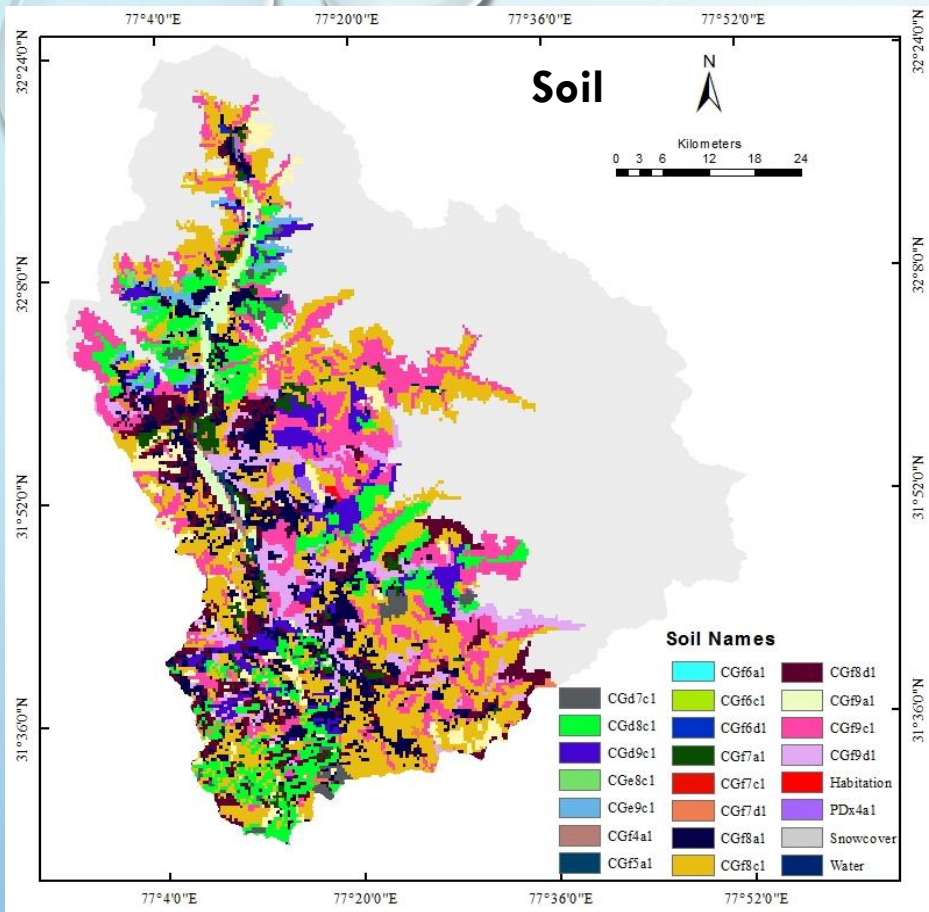 77°4'0"E 77°20'0"E 77°36'0"E 77°52'0"E
32°24'0"N
32°24'0"N
Soil
N
Kilometers
0 3 6 12 18 24
32°8'0"N
32°8'0"N
31°52'0"N
31°52'0"N
31°36'0"N
31°36'0"N
Soil Names
CGd7c1
CGd8c1
CGd9c1
CGe8c1
CGe9c1
CGf4a1
CGf5a1
CGf6a1
CGf6c1
CGf6d1
CGf7a1
CGf7c1
CGf7d1
CGf8a1
CGf8c1
CGf8d1
CGf9a1
CGf9c1
CGf9d1
Habitation
PDx4a1
Snowcover
Water
77°4'0"E 77°20'0"E 77°36'0"E 77°52'0"E